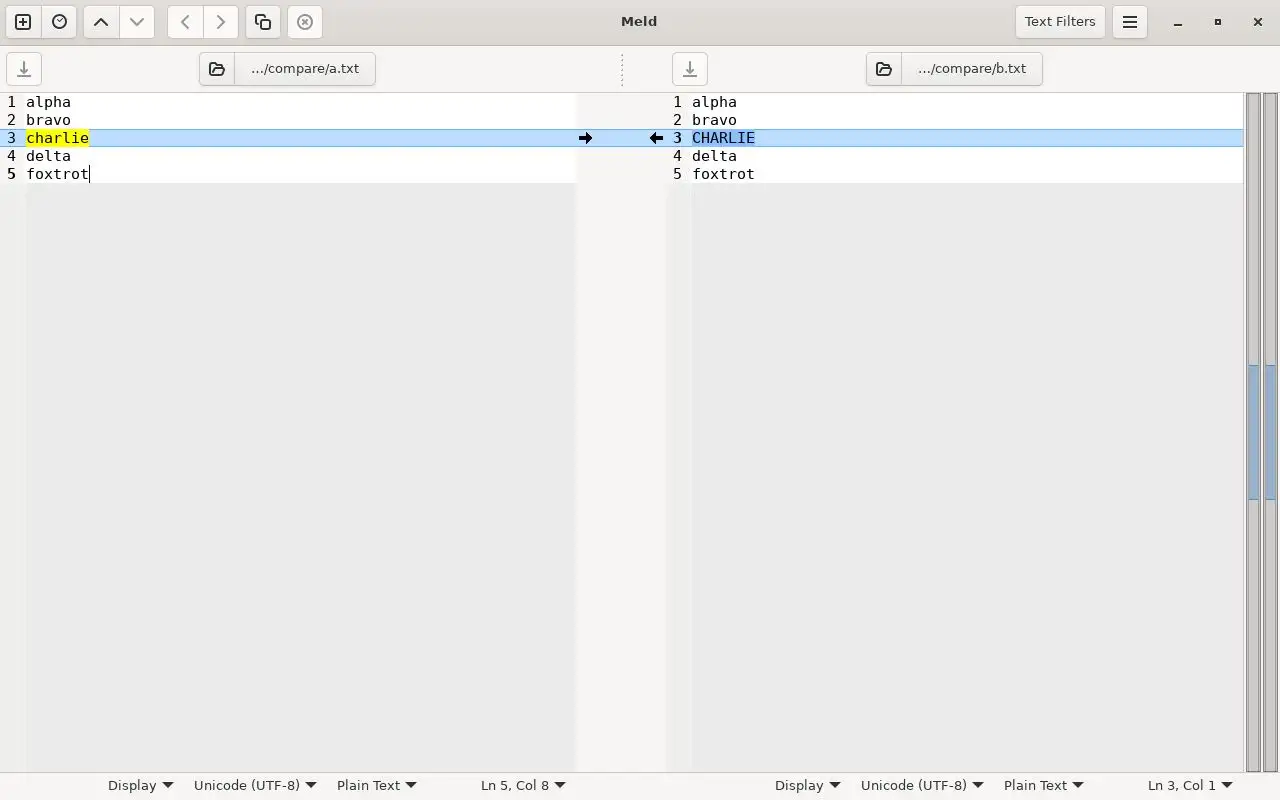 Meld
Text Filters
.../compare/a.txt
.../compare/b.txt
1 alpha
2 bravo
3 charlie
4 delta
5 foxtrot
1 alpha
2 bravo
3 CHARLIE
4 delta
5 foxtrot
Display Unicode (UTF-8) Plain Text Ln 5, Col 8
Display Unicode (UTF-8) Plain Text Ln 3, Col 1